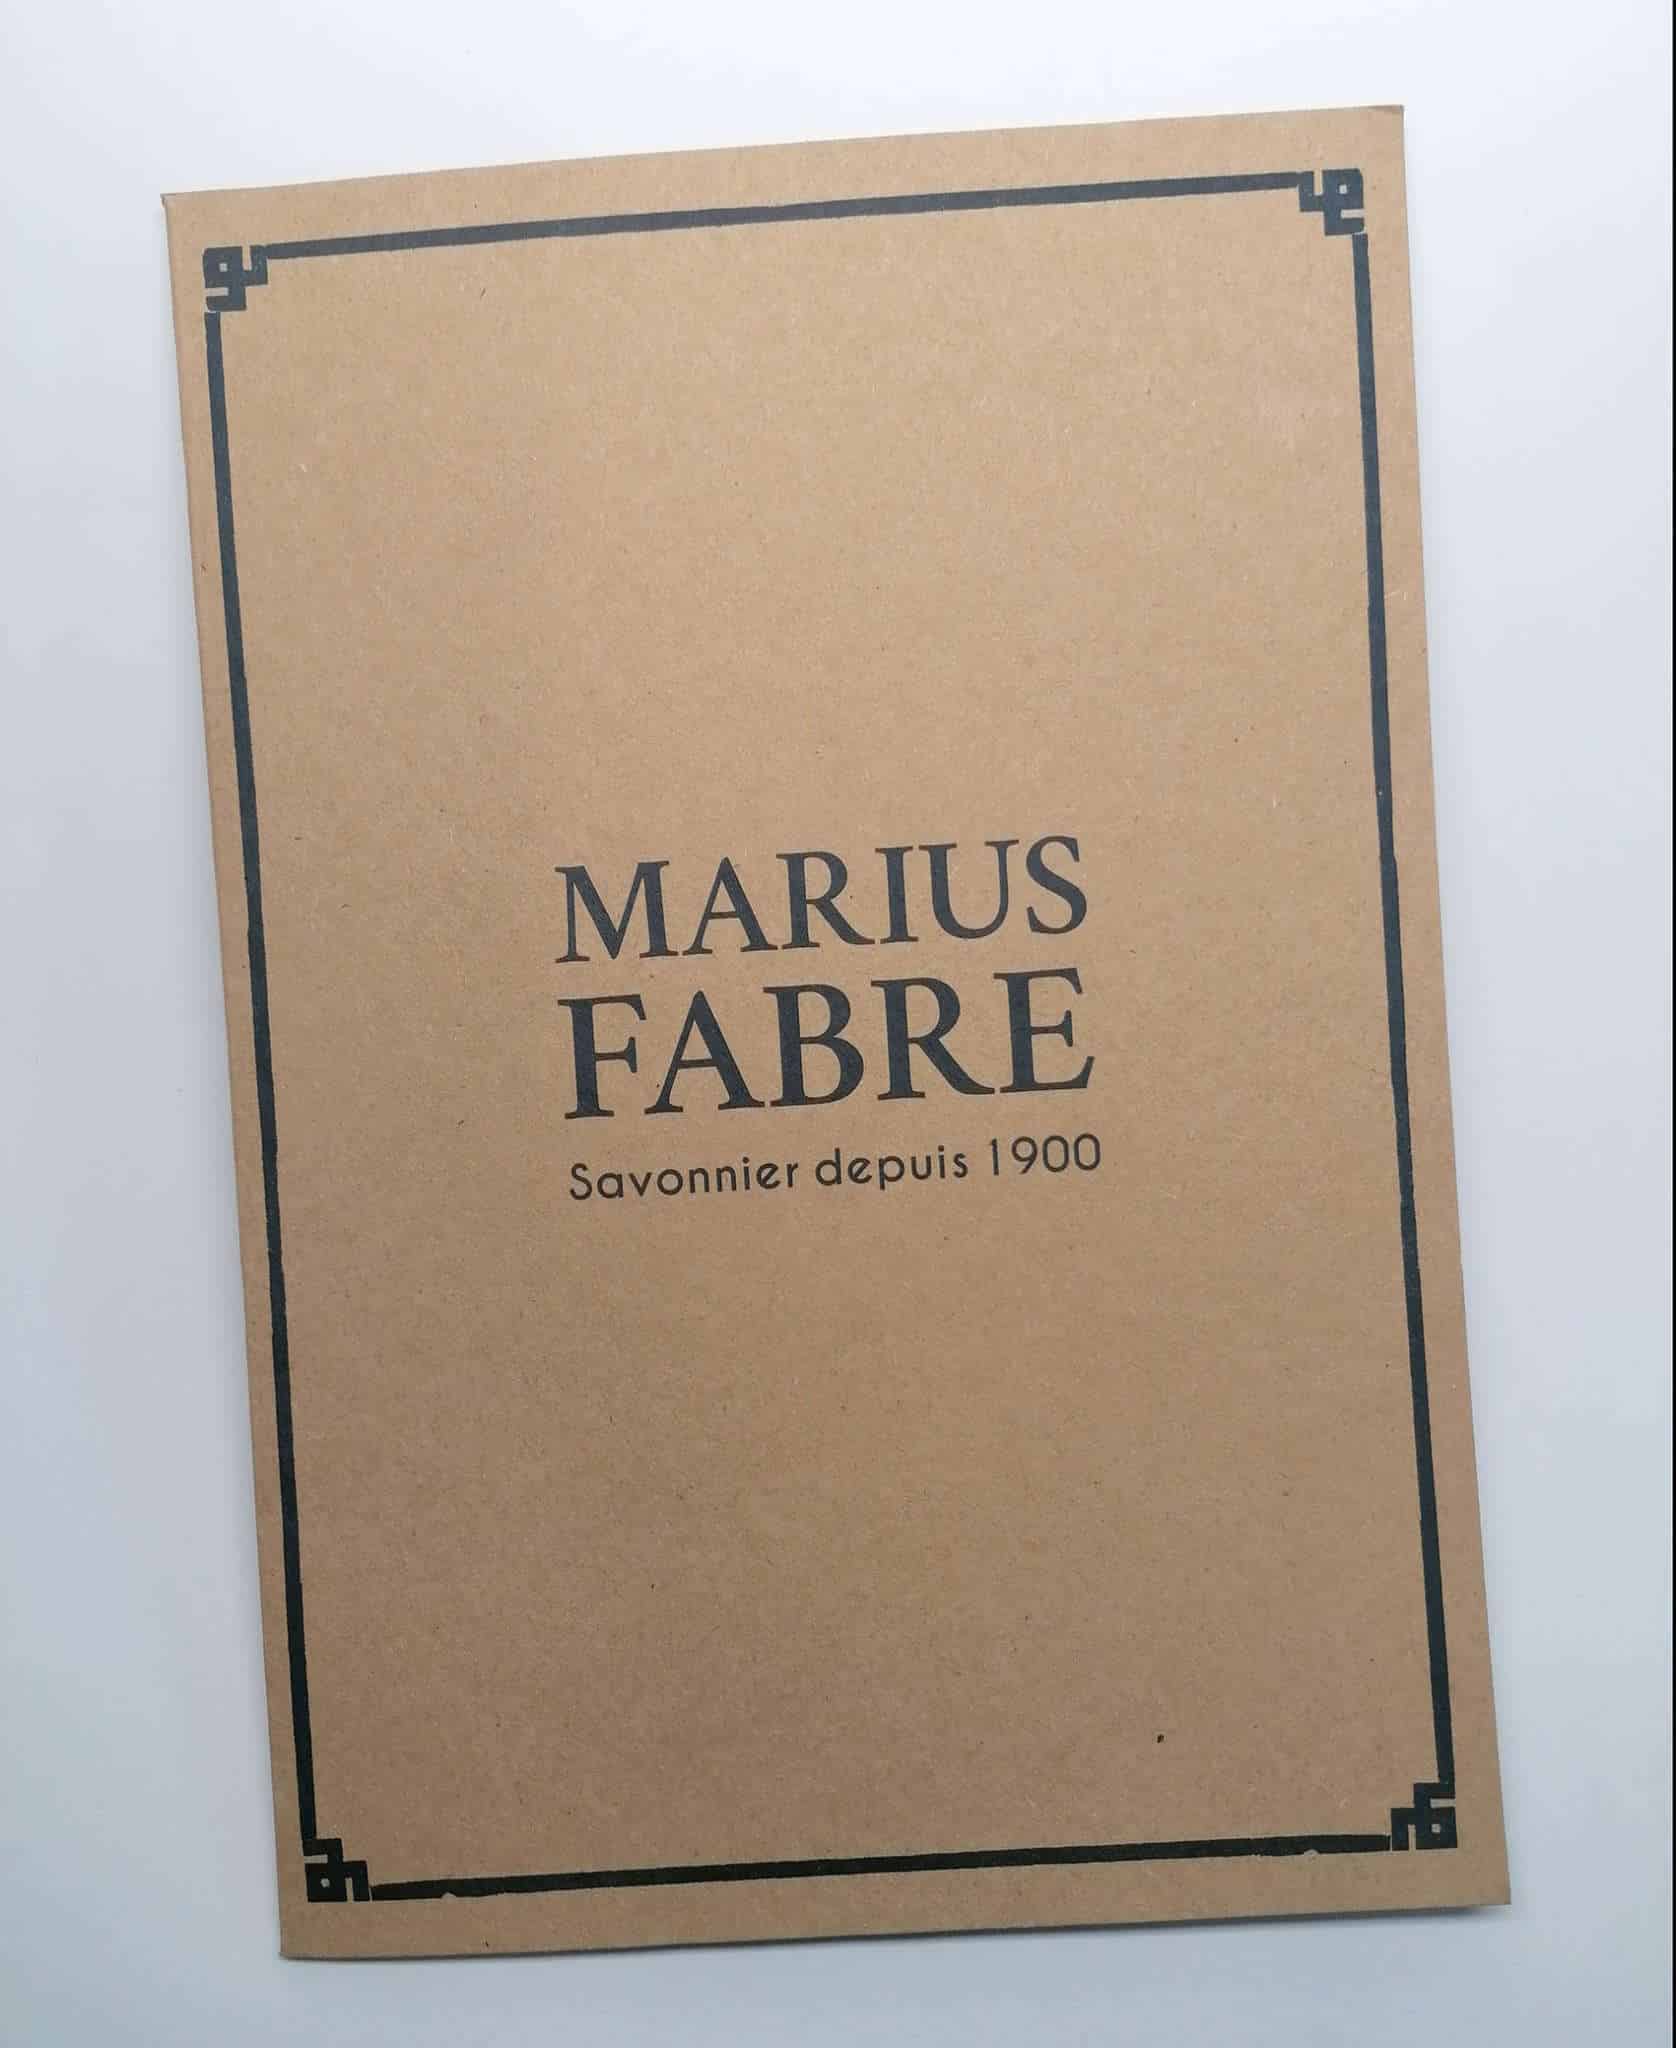 MARIUS
FABRE
Savonnier depuis 1900